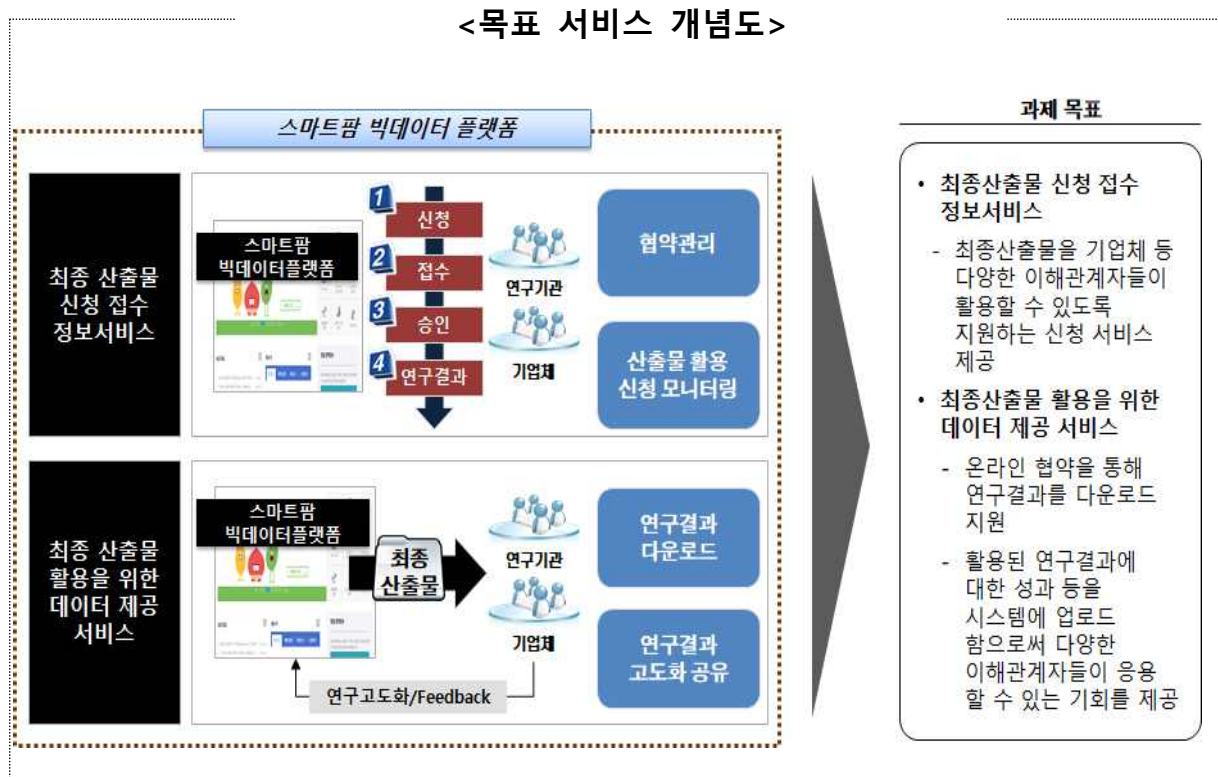 <목표 서비스 개념도>
스마트팜 빅데이터 플랫폼
최종 산출물
신청 접수
정보서비스
스마트팜
빅데이터플랫폼
1
신청
2
접수
3
승인
4
연구결과
연구기관
기업체
협약관리
산출물 활용
신청 모니터링
최종 산출물
활용을 위한
데이터 제공
서비스
스마트팜
빅데이터플랫폼
최종
산출물
연구기관
기업체
연구고도화/Feedback
연구결과
다운로드
연구결과
고도화 공유
과제 목표
• 최종산출물 신청 접수
정보서비스
- 최종산출물을 기업체 등
다양한 이해관계자들이
활용할 수 있도록
지원하는 신청 서비스
제공
• 최종산출물 활용을 위한
데이터 제공 서비스
- 온라인 협약을 통해
연구결과를 다운로드
지원
- 활용된 연구결과에
대한 성과 등을
시스템에 업로드
함으로써 다양한
이해관계자들이 응용
할 수 있는 기회를 제공